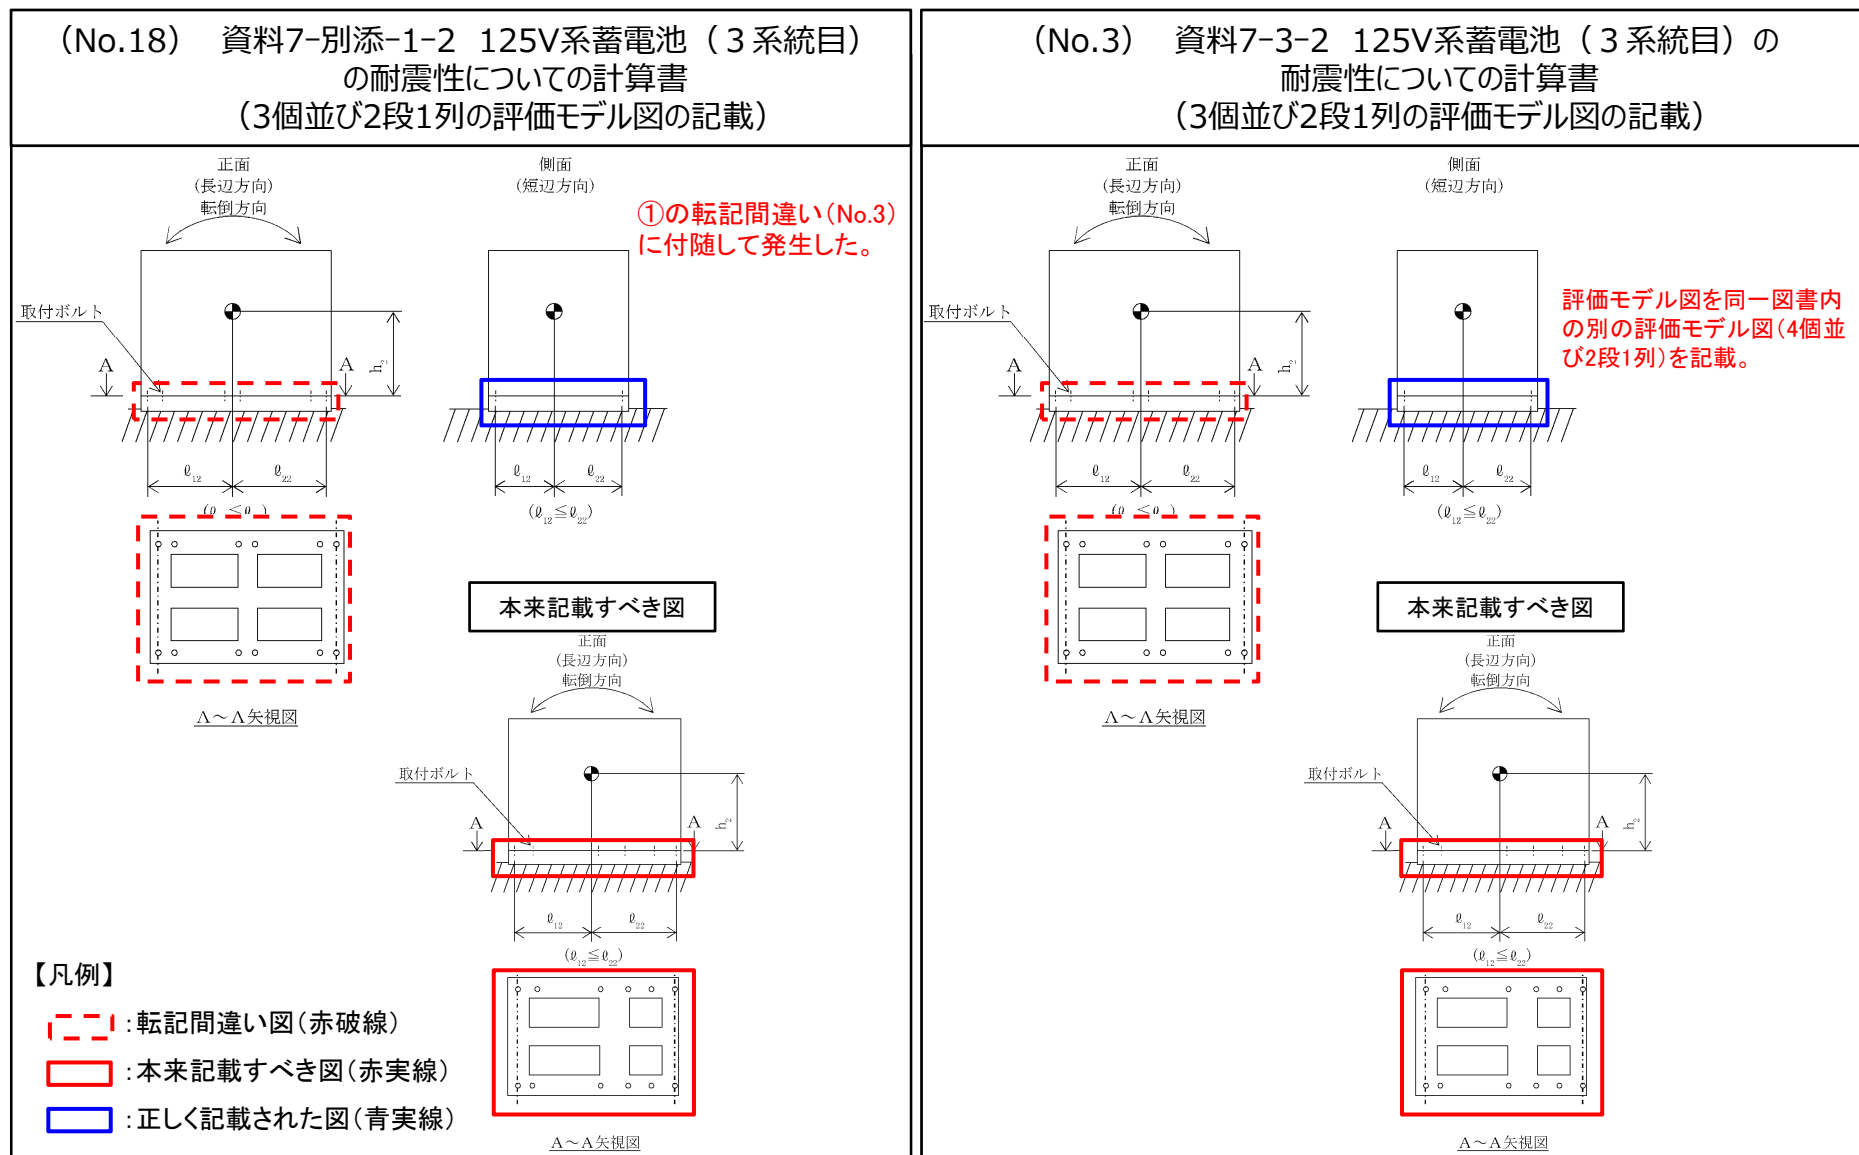 （No.18） 資料7-別添-1-2 125V系蓄電池（３系統目）
の耐震性についての計算書
（3個並び2段1列の評価モデル図の記載）
正面
(長辺方向)
転倒方向
側面
(短辺方向)
①の転記間違い（No.3）
に付随して発生した。
取付ボルト
A
A
h₂
ℓ₁₂
ℓ₂₂
ℓ₁₂
ℓ₂₂
(ℓ₁₂≦ℓ₂₂)
A～A矢視図
本来記載すべき図
正面
(長辺方向)
転倒方向
取付ボルト
A
A
h₂
ℓ₁₂
ℓ₂₂
(ℓ₁₂≦ℓ₂₂)
A～A矢視図
【凡例】
：転記間違い図（赤破線）
：本来記載すべき図（赤実線）
：正しく記載された図（青実線）
（No.3） 資料7-3-2 125V系蓄電池（３系統目）の
耐震性についての計算書
（3個並び2段1列の評価モデル図の記載）
正面
(長辺方向)
転倒方向
側面
(短辺方向)
評価モデル図を同一図書内
の別の評価モデル図（4個並
び2段1列）を記載。
取付ボルト
A
A
h₂
ℓ₁₂
ℓ₂₂
ℓ₁₂
ℓ₂₂
(ℓ₁₂≦ℓ₂₂)
A～A矢視図
本来記載すべき図
正面
(長辺方向)
転倒方向
取付ボルト
A
A
h₂
ℓ₁₂
ℓ₂₂
(ℓ₁₂≦ℓ₂₂)
A～A矢視図